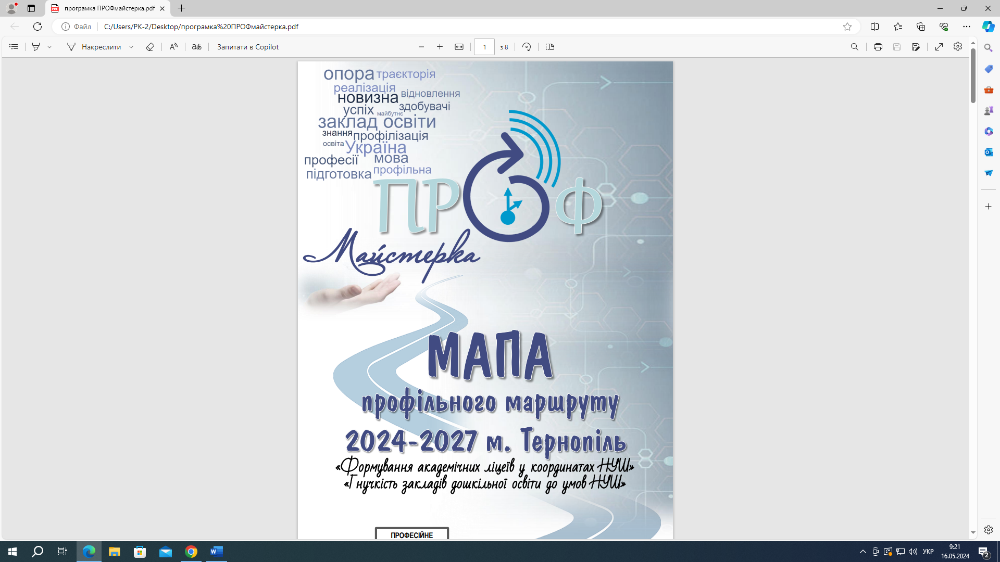 програмка ПРОФмайстерка.pdf
Файл
C:/Users/PK-2/Desktop/програмка%20ПРОФмайстерка.pdf
Накреслити
аあ
Запитати в Copilot
1
з 8
опора траєкторія
реалізація
новизна відновлення
успіх майбутнє здобувачі
заклад освіти
знання профілізація
освіта Україна
професії мова
підготовка профільна
ПРОФ
Майстерка
МАПА
профільного маршруту
2024-2027 м. Тернопіль
«Формування академічних ліцеїв у координатах НУШ»
«Гнучкість закладів дошкільної освіти до умов НУШ»
ПРОФЕСІЙНЕ
УКР
9:21
16.05.2024
2